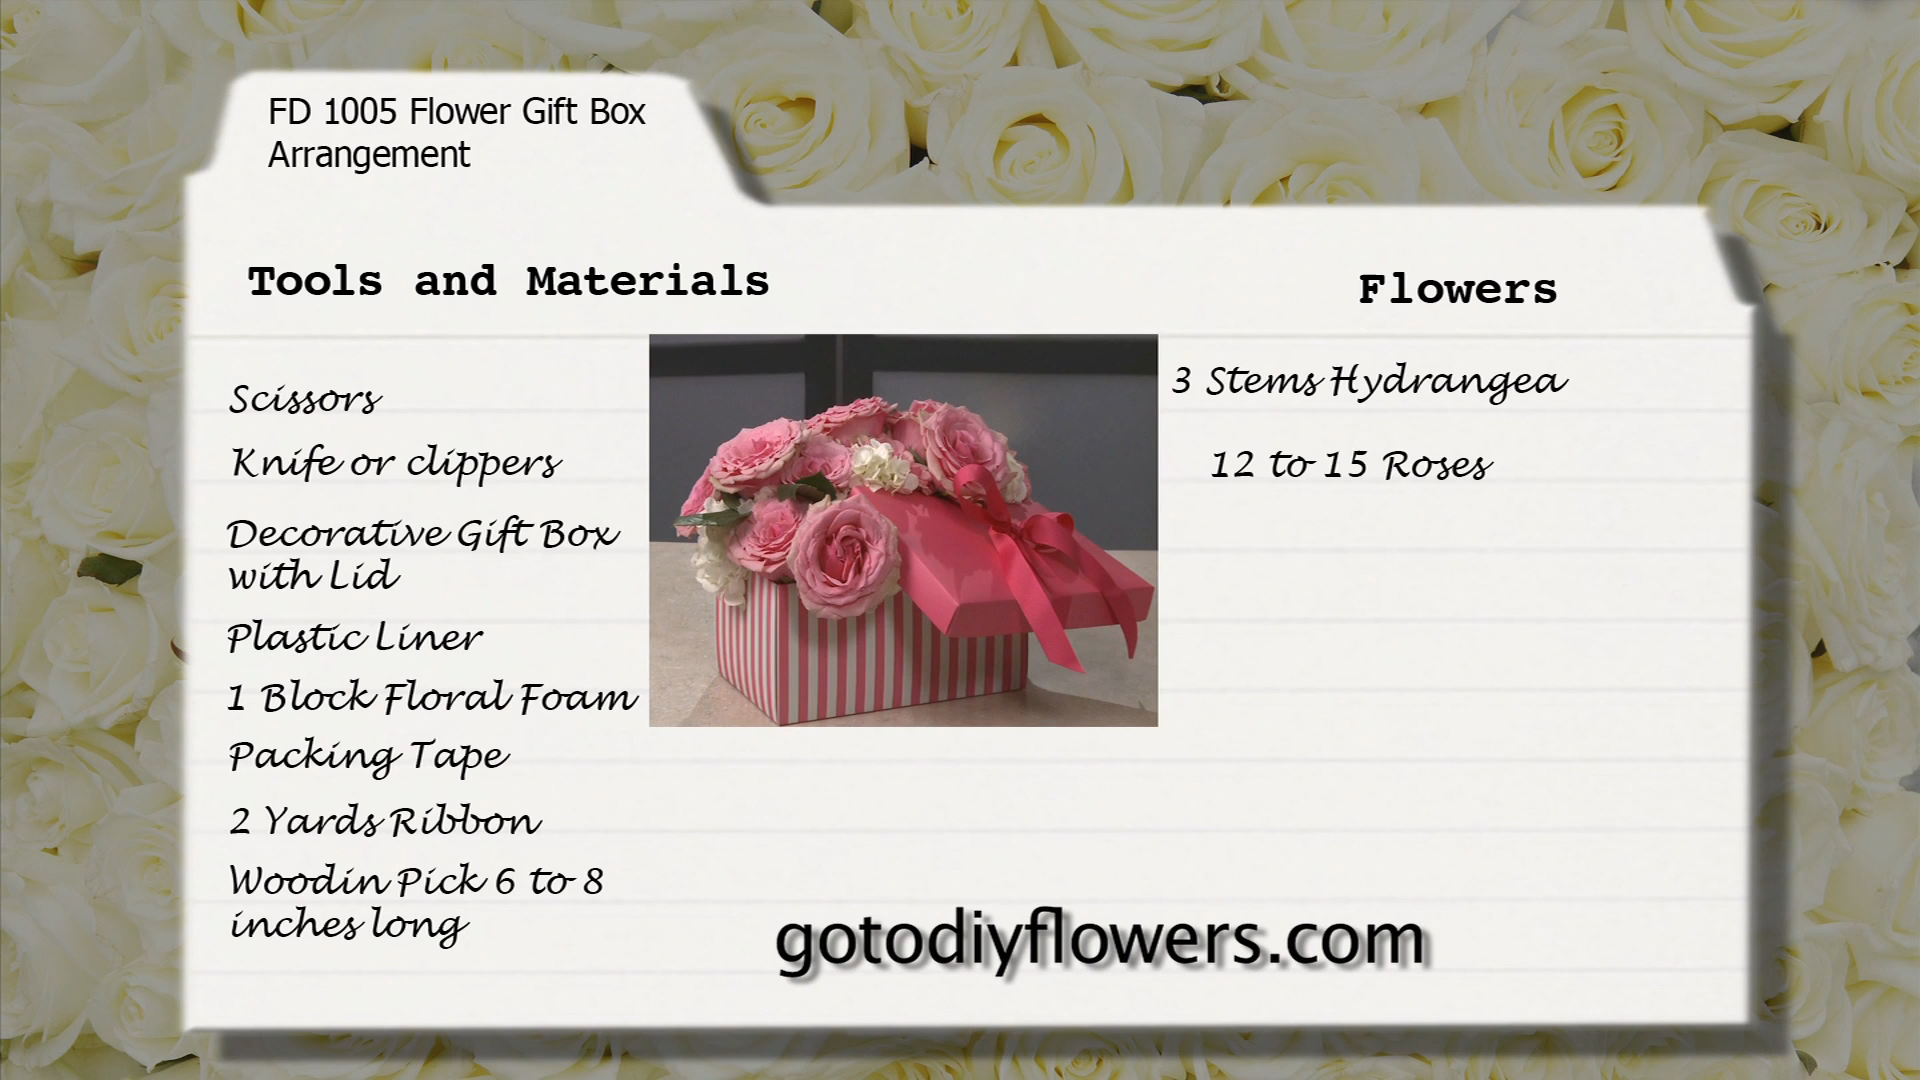 FD 1005 Flower Gift Box
Arrangement
Tools and Materials
Scissors
Knife or clippers
Decorative Gift Box
with Lid
Plastic Liner
1 Block Floral Foam
Packing Tape
2 Yards Ribbon
Woodin Pick 6 to 8
inches long
Flowers
3 Stems Hydrangea
12 to 15 Roses
gotodiyflowers.com